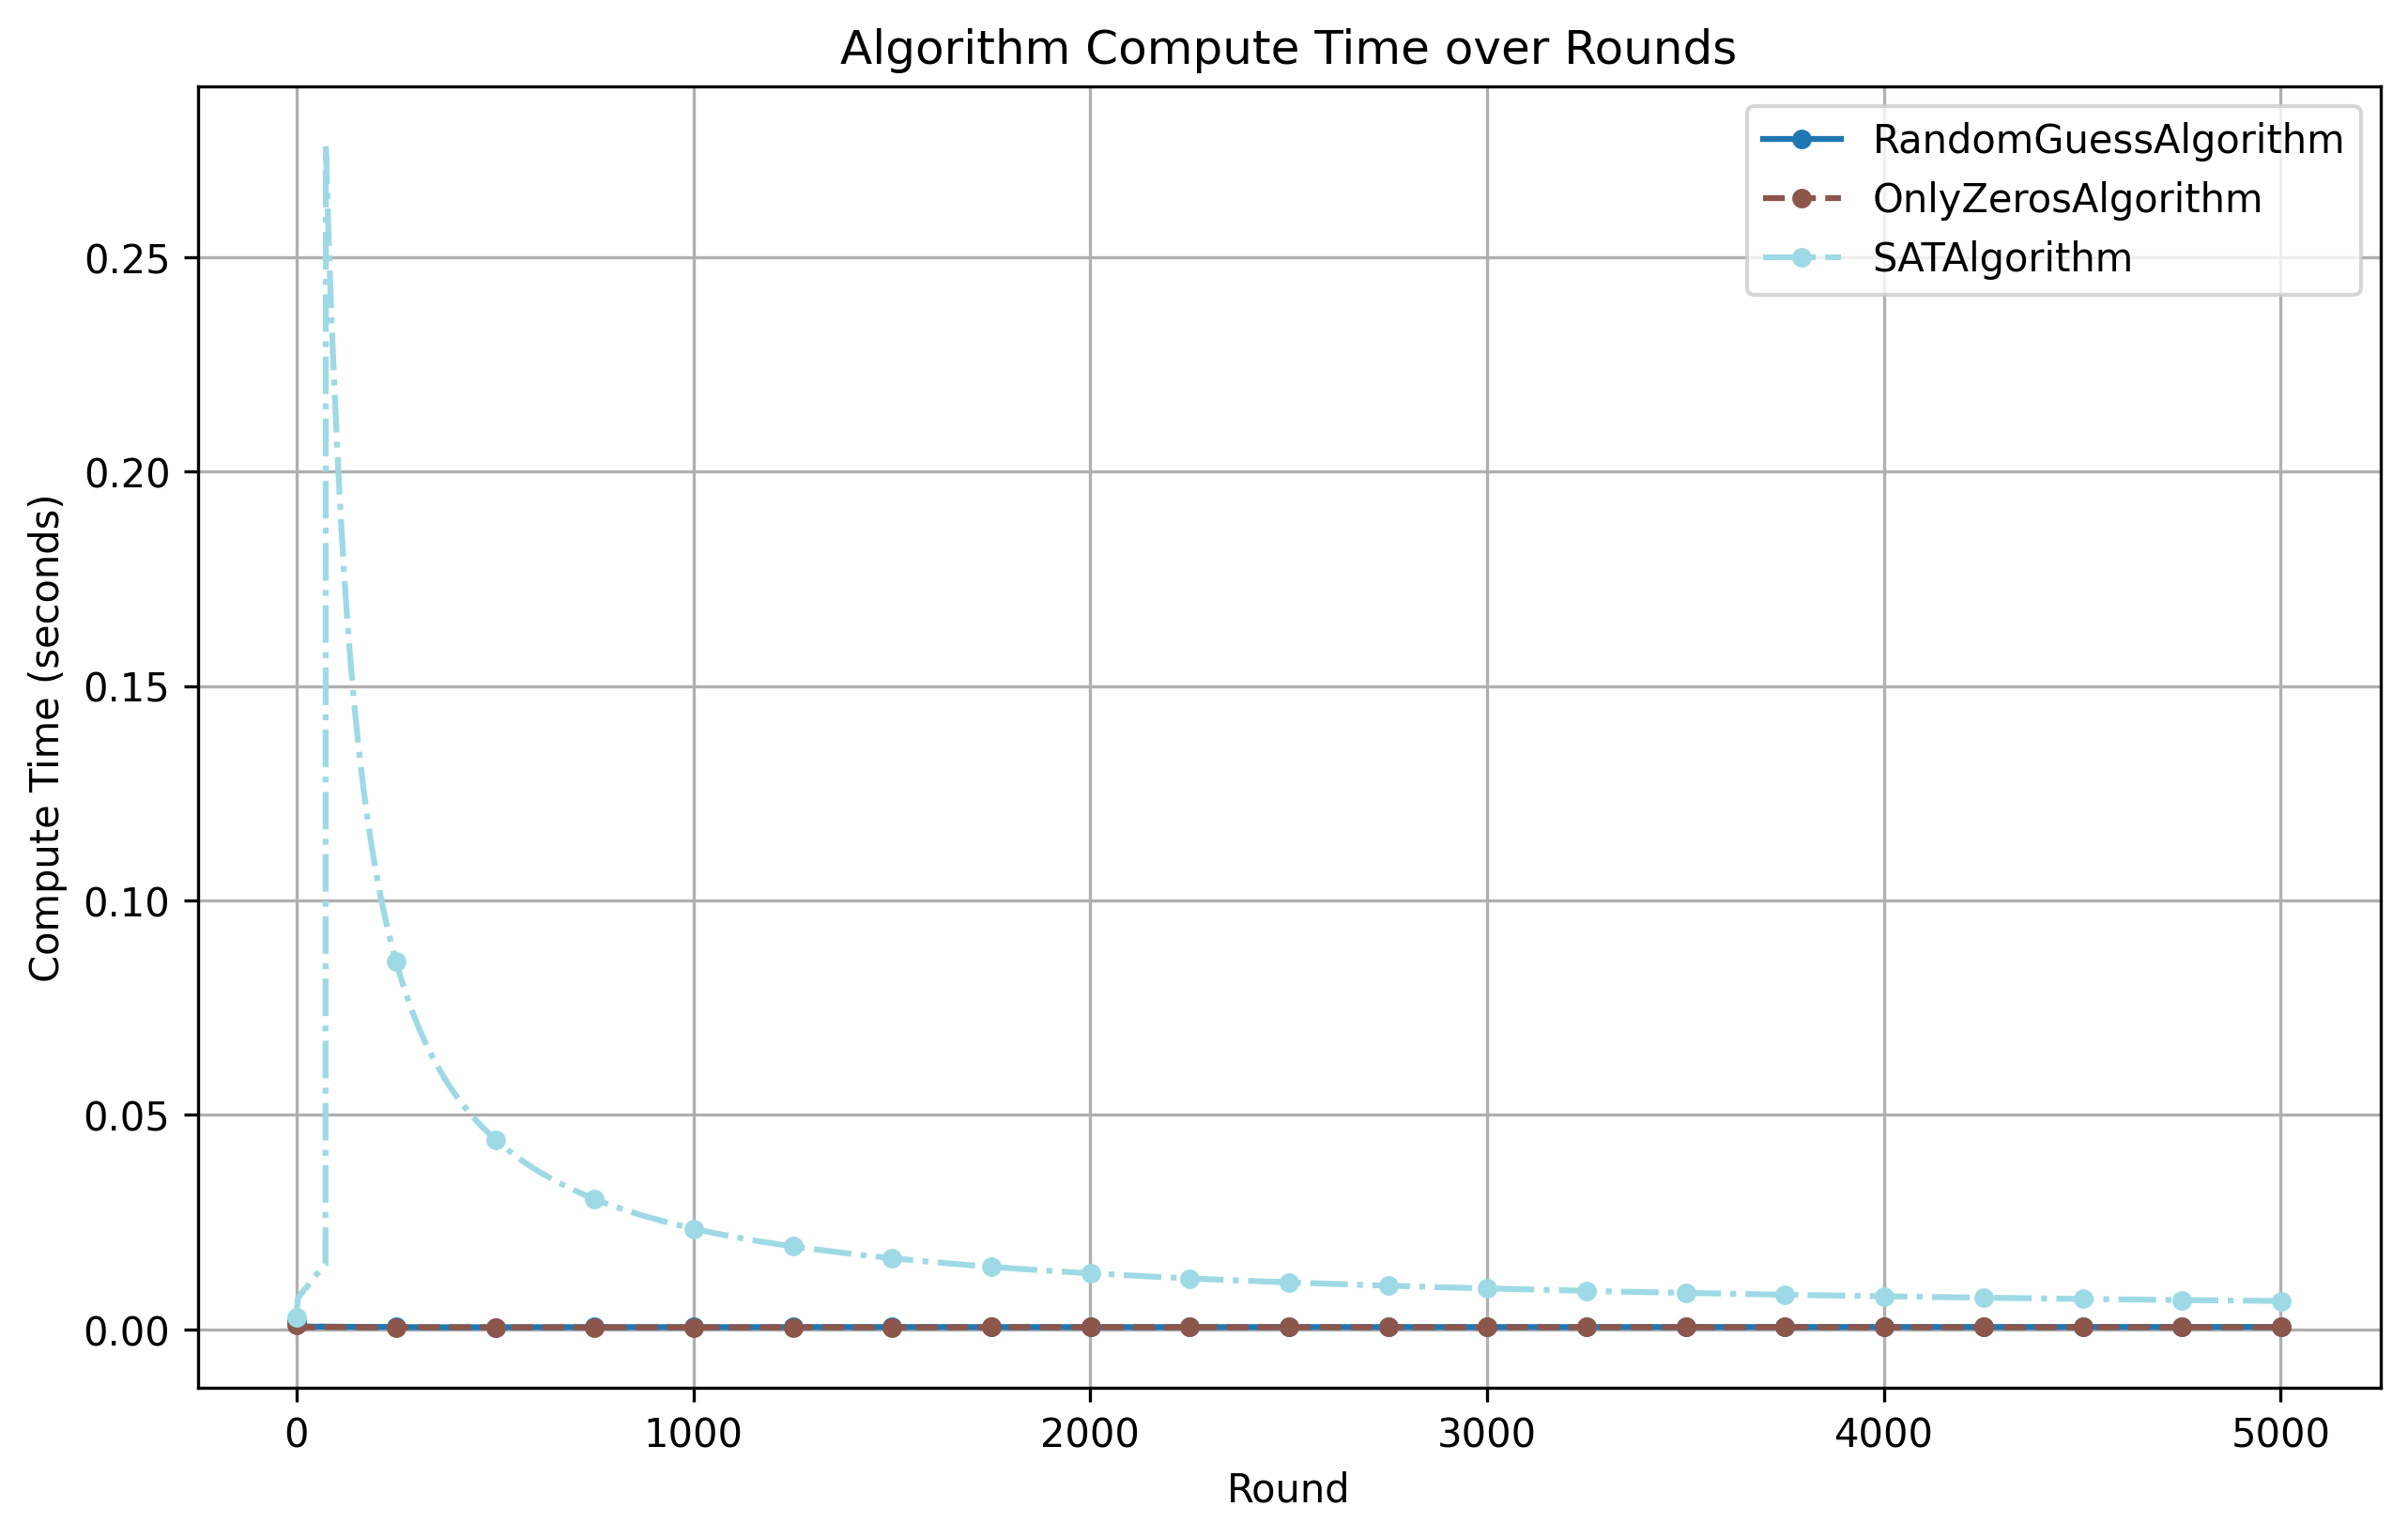 Algorithm Compute Time over Rounds
RandomGuessAlgorithm
OnlyZerosAlgorithm
SATAlgorithm
Compute Time (seconds)
0.25
0.20
0.15
0.10
0.05
0.00
0 1000 2000 3000 4000 5000
Round